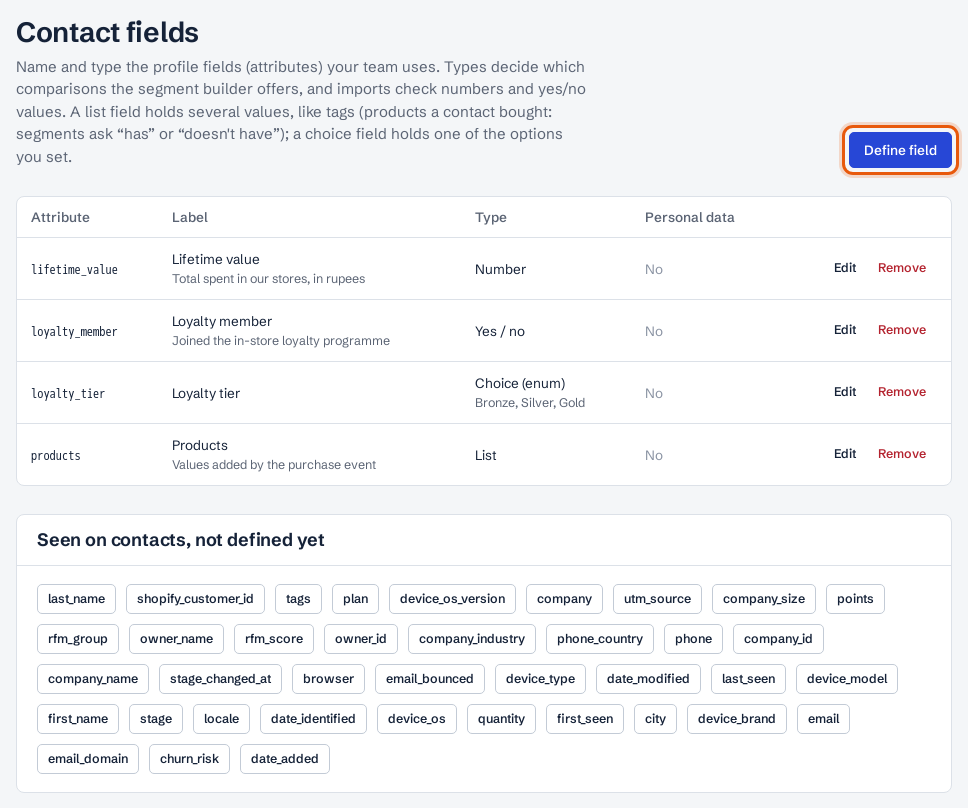 Contact fields
Name and type the profile fields (attributes) your team uses. Types decide which
comparisons the segment builder offers, and imports check numbers and yes/no
values. A list field holds several values, like tags (products a contact bought:
segments ask “has” or “doesn't have”); a choice field holds one of the options
you set.
Define field
Attribute Label Type Personal data
lifetime_value Lifetime value Number No Edit Remove
Total spent in our stores, in rupees
loyalty_member Loyalty member Yes / no No Edit Remove
Joined the in-store loyalty programme
loyalty_tier Loyalty tier Choice (enum) No Edit Remove
Bronze, Silver, Gold
products Products List No Edit Remove
Values added by the purchase event
Seen on contacts, not defined yet
last_name shopify_customer_id tags plan device_os_version company utm_source company_size points
rfm_group owner_name rfm_score owner_id company_industry phone_country phone company_id
company_name stage_changed_at browser email_bounced device_type date_modified last_seen device_model
first_name stage locale date_identified device_os quantity first_seen city device_brand email
email_domain churn_risk date_added